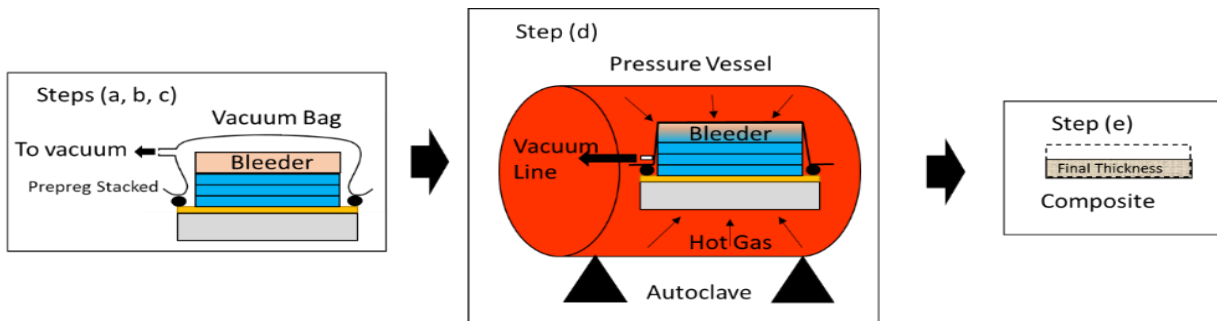 Steps (a, b, c)
Vacuum Bag
To vacuum
Bleeder
Prepreg Stacked
Step (d)
Pressure Vessel
Bleeder
Vacuum
Line
Hot Gas
Autoclave
Step (e)
Final Thickness
Composite